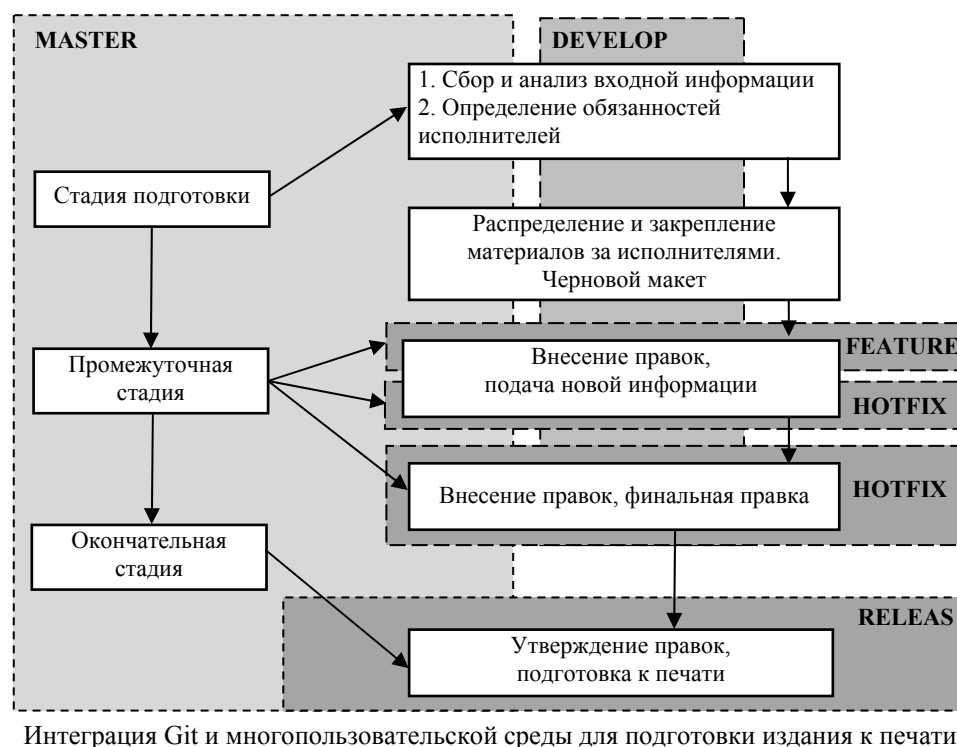 MASTER
DEVELOP
1. Сбор и анализ входной информации
2. Определение обязанностей
исполнителей
Стадия подготовки
Распределение и закрепление
материалов за исполнителями.
Черновой макет
Промежуточная
стадия
Внесение правок,
подача новой информации
FEATURE
HOTFIX
Внесение правок, финальная правка
HOTFIX
Окончательная
стадия
RELEAS
Утверждение правок,
подготовка к печати
Интеграция Git и многопользовательской среды для подготовки издания к печати